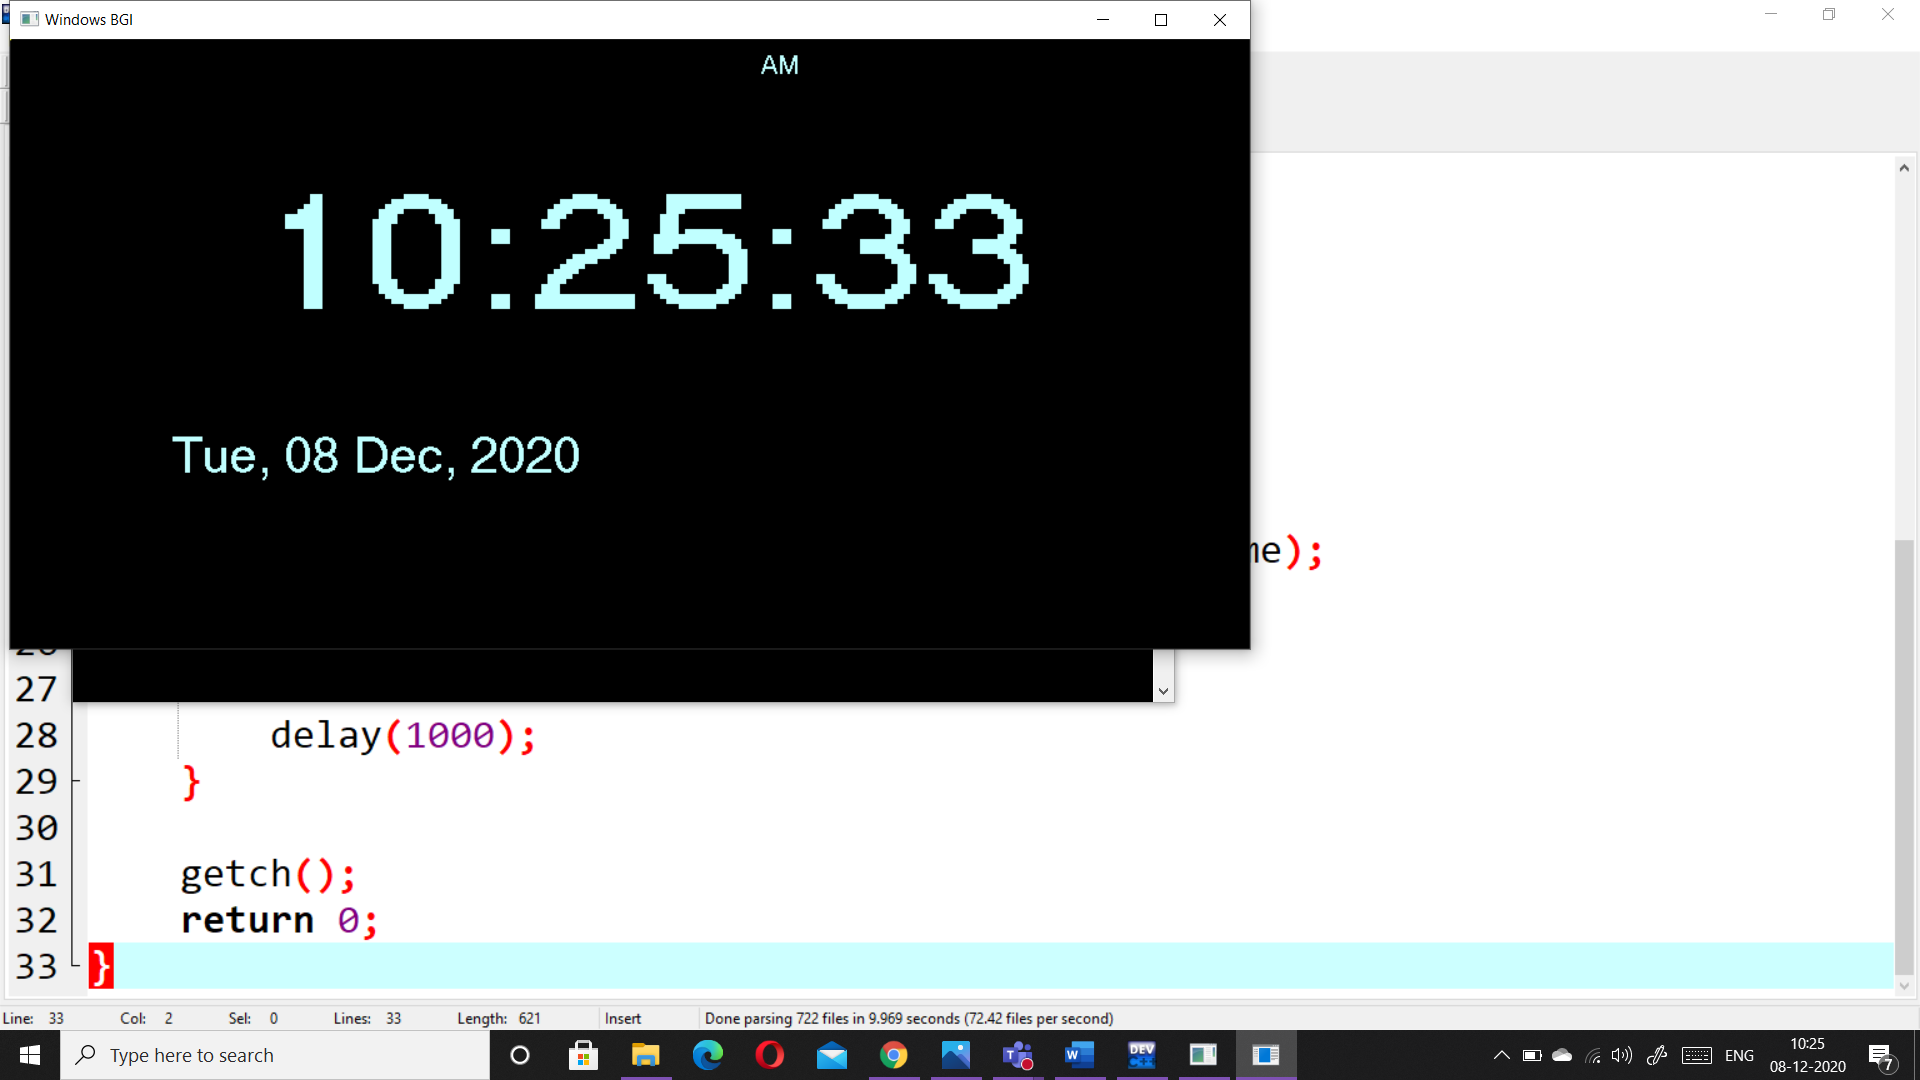 Windows BGI
AM
10:25:33
Tue, 08 Dec, 2020
e);
27
28 delay(1000);
29 }
30
31 getch();
32 return 0;
33 }
Line: 33 Col: 2 Sel: 0 Lines: 33 Length: 621 Insert Done parsing 722 files in 9.969 seconds (72.42 files per second)
Type here to search
DEV C++
ENG
10:25
08-12-2020
7